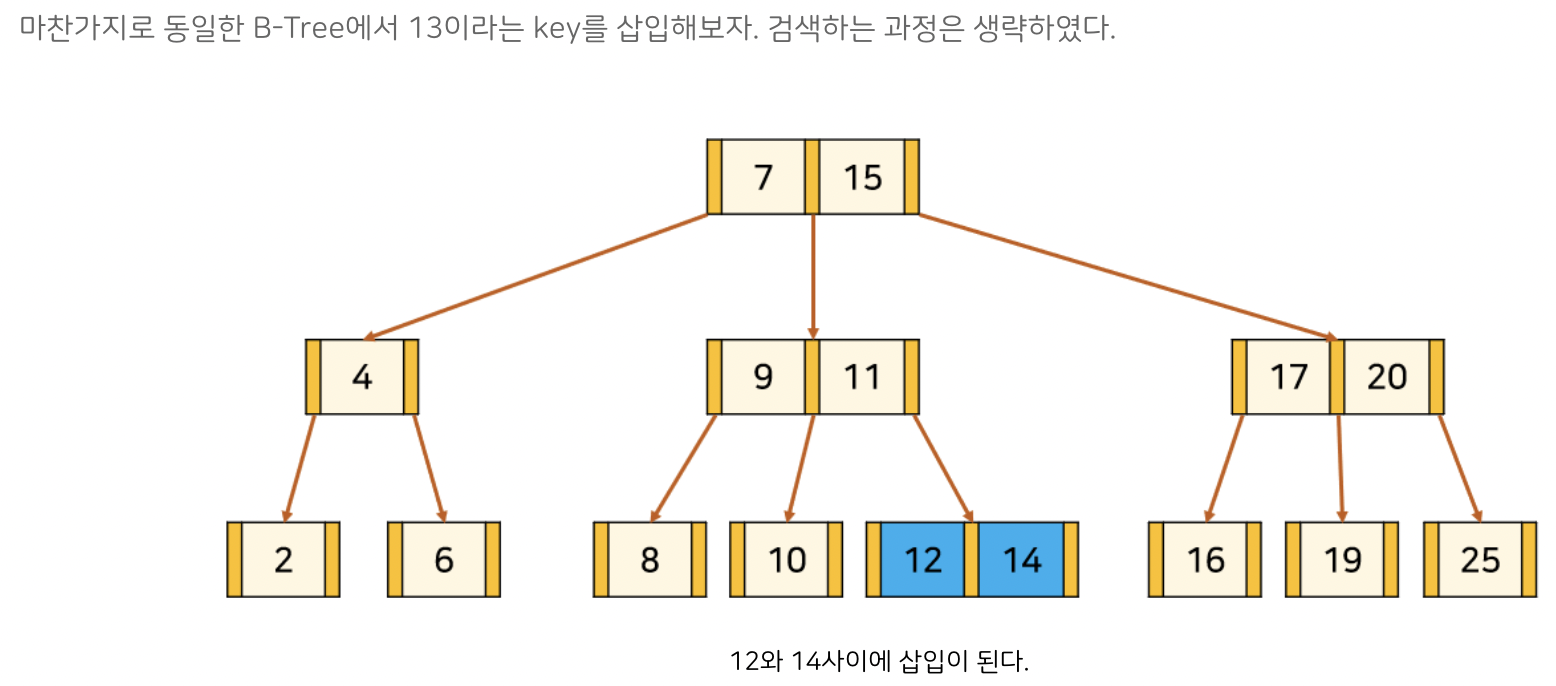 마찬가지로 동일한 B-Tree에서 13이라는 key를 삽입해보자. 검색하는 과정은 생략하였다.
7 15
4 9 11 17 20
2 6 8 10 12 14 16 19 25
12와 14사이에 삽입이 된다.